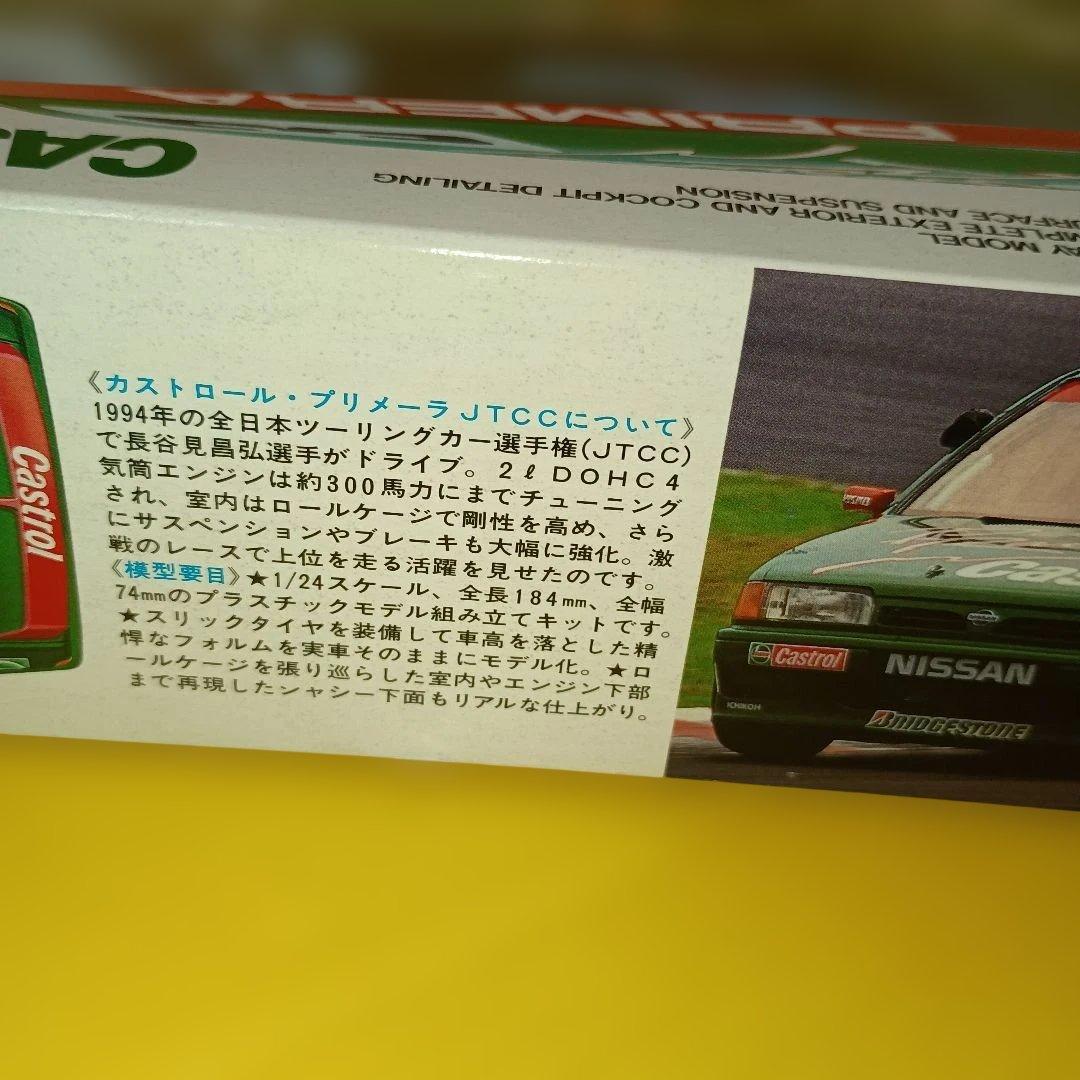 PRIMERA
CA
COMPLETE EXTERIOR AND COCKPIT DETAILING
SURFACE AND SUSPENSION
AY MODEL
《カストロール・プリメーラJTCCについて》
1994年の全日本ツーリングカー選手権(JTCC)
で長谷見昌弘選手がドライブ。2ℓDOHC4
気筒エンジンは約300馬力にまでチューニング
され、室内はロールケージで剛性を高め、さら
にサスペンションやブレーキも大幅に強化。激
戦のレースで上位を走る活躍を見せたのです。
《模型要目》★1/24スケール、全長184mm、全幅
74mmのプラスチックモデル組み立てキットです。
★スリックタイヤを装備して車高を落とした精
悍なフォルムを実車そのままにモデル化。★ロ
ールケージを張り巡らした室内やエンジン下部
まで再現したシャシー下面もリアルな仕上がり。
Castrol
Cas
Castrol
NISSAN
ICHIKOH
BRIDGESTONE